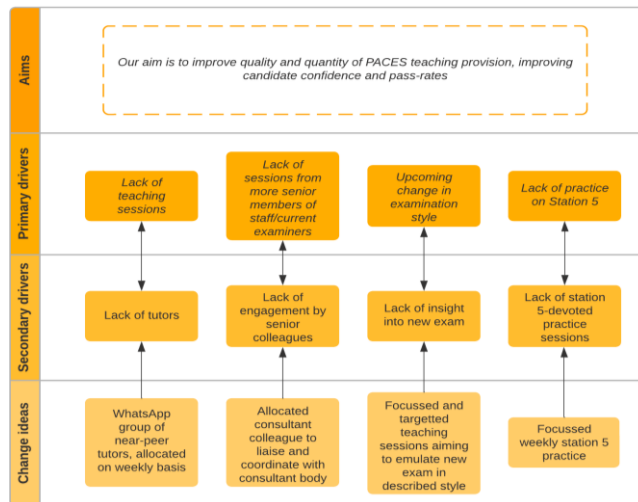 Aims
Our aim is to improve quality and quantity of PACES teaching provision, improving
candidate confidence and pass-rates
Primary drivers
Lack of
teaching
sessions
Lack of
sessions from
more senior
members of
staff/current
examiners
Upcoming
change in
examination
style
Lack of practice
on Station 5
Secondary drivers
Lack of tutors
Lack of
engagement by
senior
colleagues
Lack of insight
into new exam
Lack of station
5-devoted
practice
sessions
Change ideas
WhatsApp
group of
near-peer
tutors, allocated
on weekly basis
Allocated
consultant
colleague to
liaise and
coordinate with
consultant body
Focussed and
targetted
teaching
sessions aiming
to emulate new
exam in
described style
Focussed
weekly station 5
practice